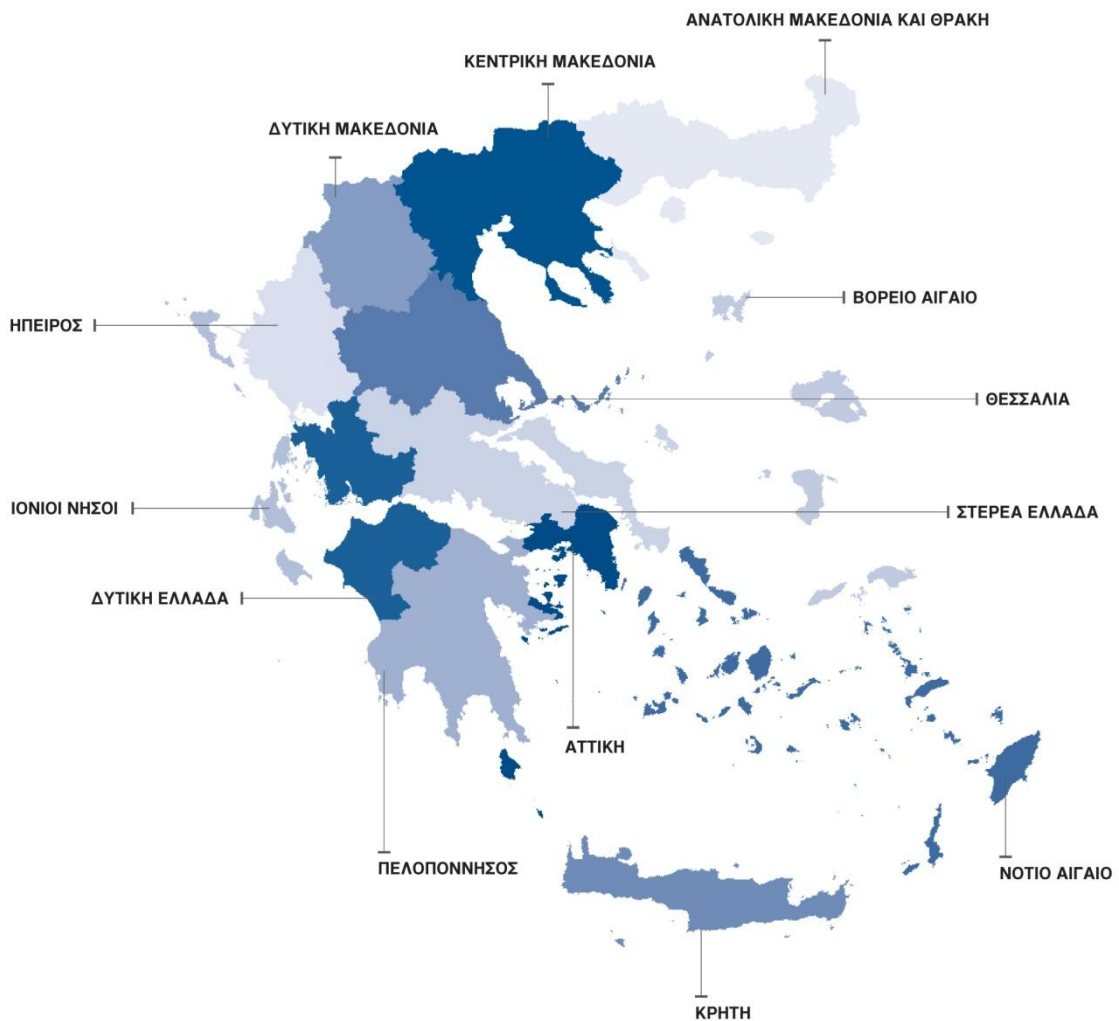 ΑΝΑΤΟΛΙΚΗ ΜΑΚΕΔΟΝΙΑ ΚΑΙ ΘΡΑΚΗ
ΚΕΝΤΡΙΚΗ ΜΑΚΕΔΟΝΙΑ
ΔΥΤΙΚΗ ΜΑΚΕΔΟΝΙΑ
ΒΟΡΕΙΟ ΑΙΓΑΙΟ
ΗΠΕΙΡΟΣ
ΘΕΣΣΑΛΙΑ
ΙΟΝΙΟΙ ΝΗΣΟΙ
ΣΤΕΡΕΑ ΕΛΛΑΔΑ
ΔΥΤΙΚΗ ΕΛΛΑΔΑ
ΑΤΤΙΚΗ
ΠΕΛΟΠΟΝΝΗΣΟΣ
ΝΟΤΙΟ ΑΙΓΑΙΟ
ΚΡΗΤΗ